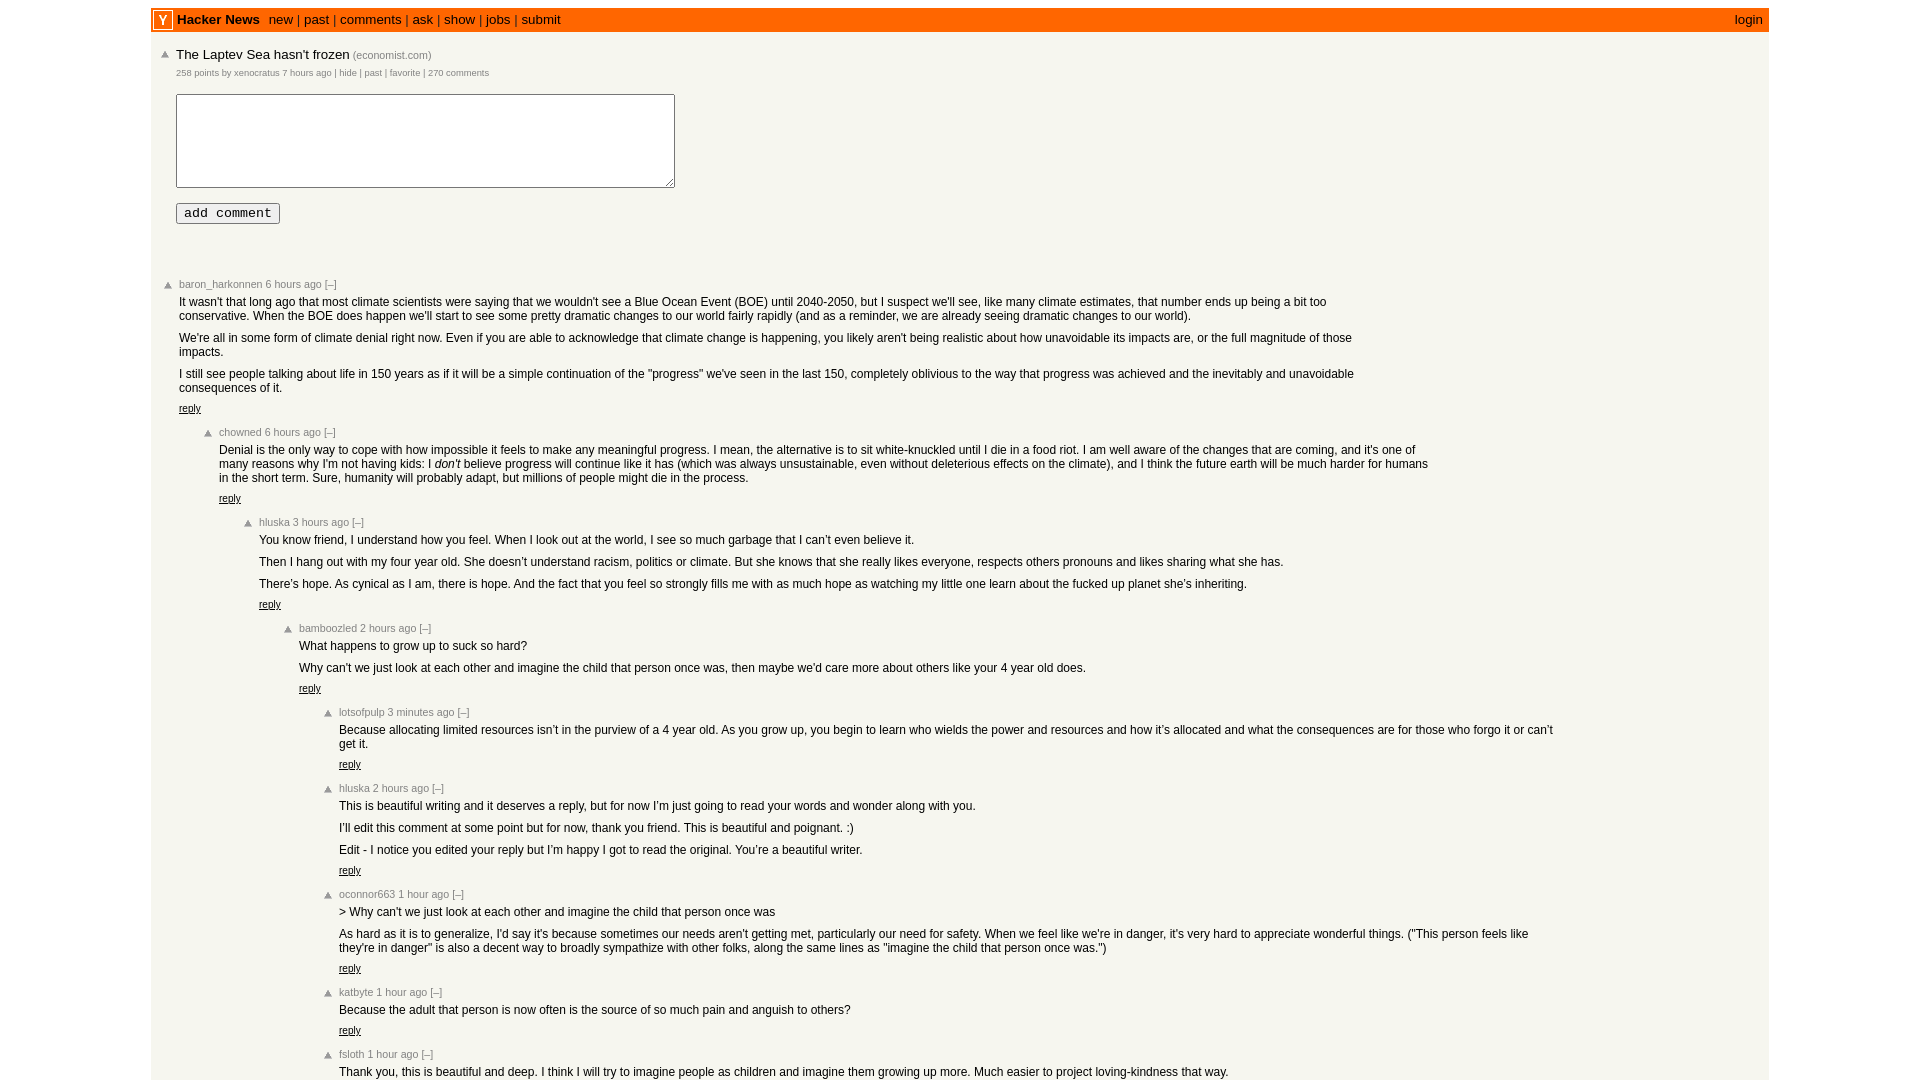 Y Hacker News new | past | comments | ask | show | jobs | submit login
The Laptev Sea hasn't frozen (economist.com)
258 points by xenocratus 7 hours ago | hide | past | favorite | 270 comments
add comment
baron_harkonnen 6 hours ago [–]
It wasn't that long ago that most climate scientists were saying that we wouldn't see a Blue Ocean Event (BOE) until 2040-2050, but I suspect we'll see, like many climate estimates, that number ends up being a bit too
conservative. When the BOE does happen we'll start to see some pretty dramatic changes to our world fairly rapidly (and as a reminder, we are already seeing dramatic changes to our world).
We're all in some form of climate denial right now. Even if you are able to acknowledge that climate change is happening, you likely aren't being realistic about how unavoidable its impacts are, or the full magnitude of those
impacts.
I still see people talking about life in 150 years as if it will be a simple continuation of the "progress" we've seen in the last 150, completely oblivious to the way that progress was achieved and the inevitably and unavoidable
consequences of it.
reply
chowned 6 hours ago [–]
Denial is the only way to cope with how impossible it feels to make any meaningful progress. I mean, the alternative is to sit white-knuckled until I die in a food riot. I am well aware of the changes that are coming, and it's one of
many reasons why I'm not having kids: I don't believe progress will continue like it has (which was always unsustainable, even without deleterious effects on the climate), and I think the future earth will be much harder for humans
in the short term. Sure, humanity will probably adapt, but millions of people might die in the process.
reply
hluska 3 hours ago [–]
You know friend, I understand how you feel. When I look out at the world, I see so much garbage that I can’t even believe it.
Then I hang out with my four year old. She doesn’t understand racism, politics or climate. But she knows that she really likes everyone, respects others pronouns and likes sharing what she has.
There’s hope. As cynical as I am, there is hope. And the fact that you feel so strongly fills me with as much hope as watching my little one learn about the fucked up planet she’s inheriting.
reply
bamboozled 2 hours ago [–]
What happens to grow up to suck so hard?
Why can't we just look at each other and imagine the child that person once was, then maybe we'd care more about others like your 4 year old does.
reply
lotsofpulp 3 minutes ago [–]
Because allocating limited resources isn’t in the purview of a 4 year old. As you grow up, you begin to learn who wields the power and resources and how it’s allocated and what the consequences are for those who forgo it or can’t
get it.
reply
hluska 2 hours ago [–]
This is beautiful writing and it deserves a reply, but for now I’m just going to read your words and wonder along with you.
I’ll edit this comment at some point but for now, thank you friend. This is beautiful and poignant. :)
Edit - I notice you edited your reply but I’m happy I got to read the original. You’re a beautiful writer.
reply
oconnor663 1 hour ago [–]
> Why can't we just look at each other and imagine the child that person once was
As hard as it is to generalize, I'd say it's because sometimes our needs aren't getting met, particularly our need for safety. When we feel like we're in danger, it's very hard to appreciate wonderful things. ("This person feels like
they're in danger" is also a decent way to broadly sympathize with other folks, along the same lines as "imagine the child that person once was.")
reply
katbyte 1 hour ago [–]
Because the adult that person is now often is the source of so much pain and anguish to others?
reply
fsloth 1 hour ago [–]
Thank you, this is beautiful and deep. I think I will try to imagine people as children and imagine them growing up more. Much easier to project loving-kindness that way.